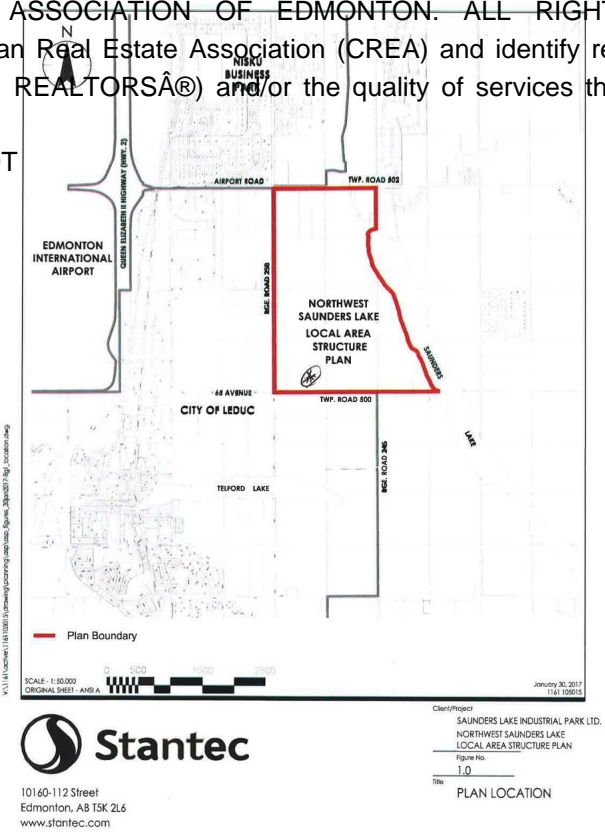 ASSOCIATION OF EDMONTON. ALL RIGHT
an Real Estate Association (CREA) and identify re
REALTORSÂ®) and/or the quality of services th
OT
N
NISKU
BUSINESS
PARK
QUEEN ELIZABETH II HIGHWAY (HWY. 2)
AIRPORT ROAD
TWP. ROAD 502
EDMONTON
INTERNATIONAL
AIRPORT
RGE. ROAD 250
NORTHWEST
SAUNDERS LAKE
LOCAL AREA
STRUCTURE
PLAN
SAUNDERS
LAKE
65 AVENUE
TWP. ROAD 500
CITY OF LEDUC
RGE. ROAD 245
TELFORD LAKE
Plan Boundary
0 500 1500 2500
SCALE - 1: 50,000
ORIGINAL SHEET - ANSI A
January 30, 2017
1161 105015
Stantec
10160-112 Street
Edmonton, AB T5K 2L6
www.stantec.com
Client/Project
SAUNDERS LAKE INDUSTRIAL PARK LTD.
NORTHWEST SAUNDERS LAKE
LOCAL AREA STRUCTURE PLAN
Figure No.
1.0
Title
PLAN LOCATION